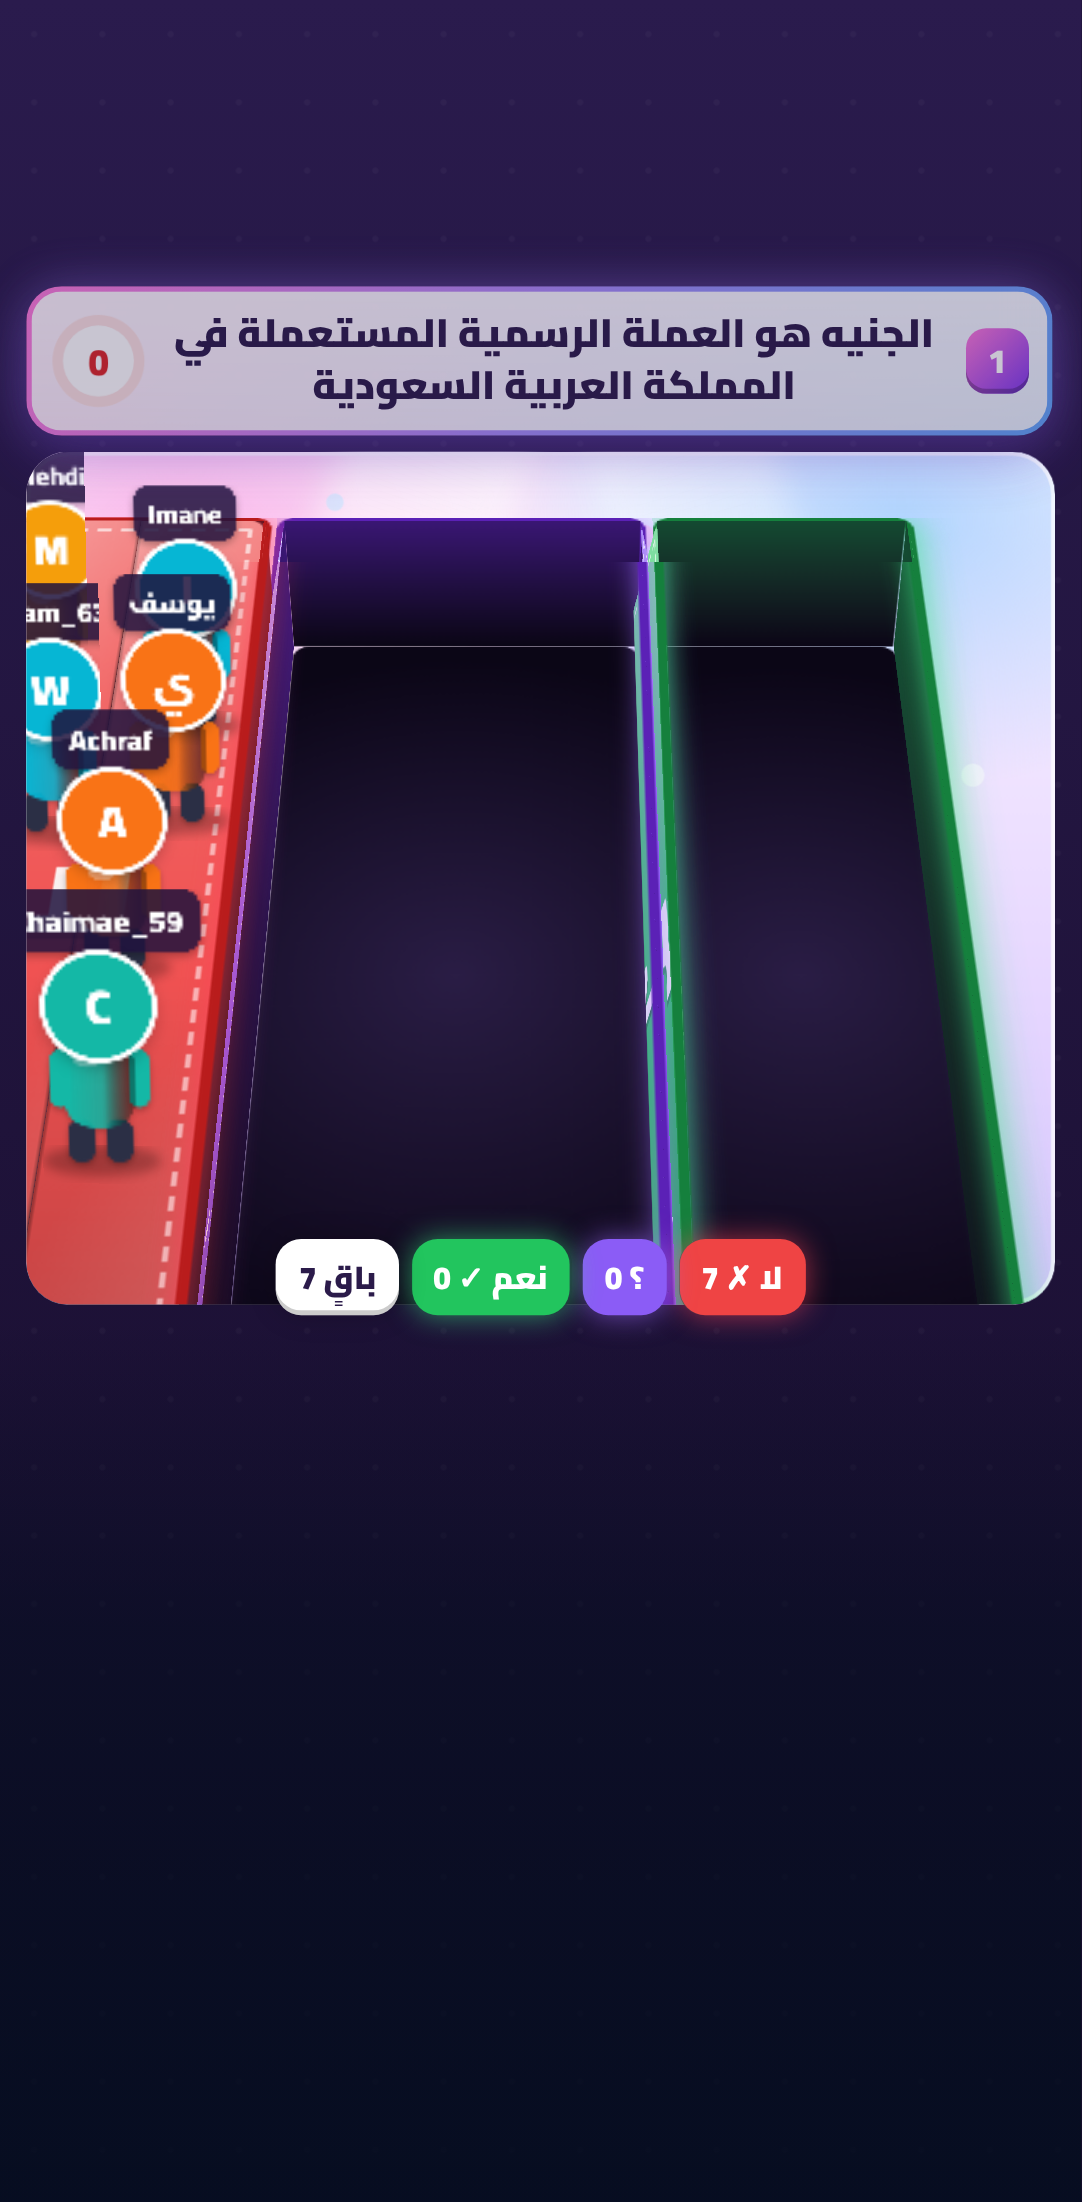 1
الجنيه هو العملة الرسمية المستعملة في
المملكة العربية السعودية
0
Imane
M
يوسف
W
ي
Achraf
A
haimae_59
C
لا ✗ 7
؟ 0
نعم ✓ 0
باقٍ 7